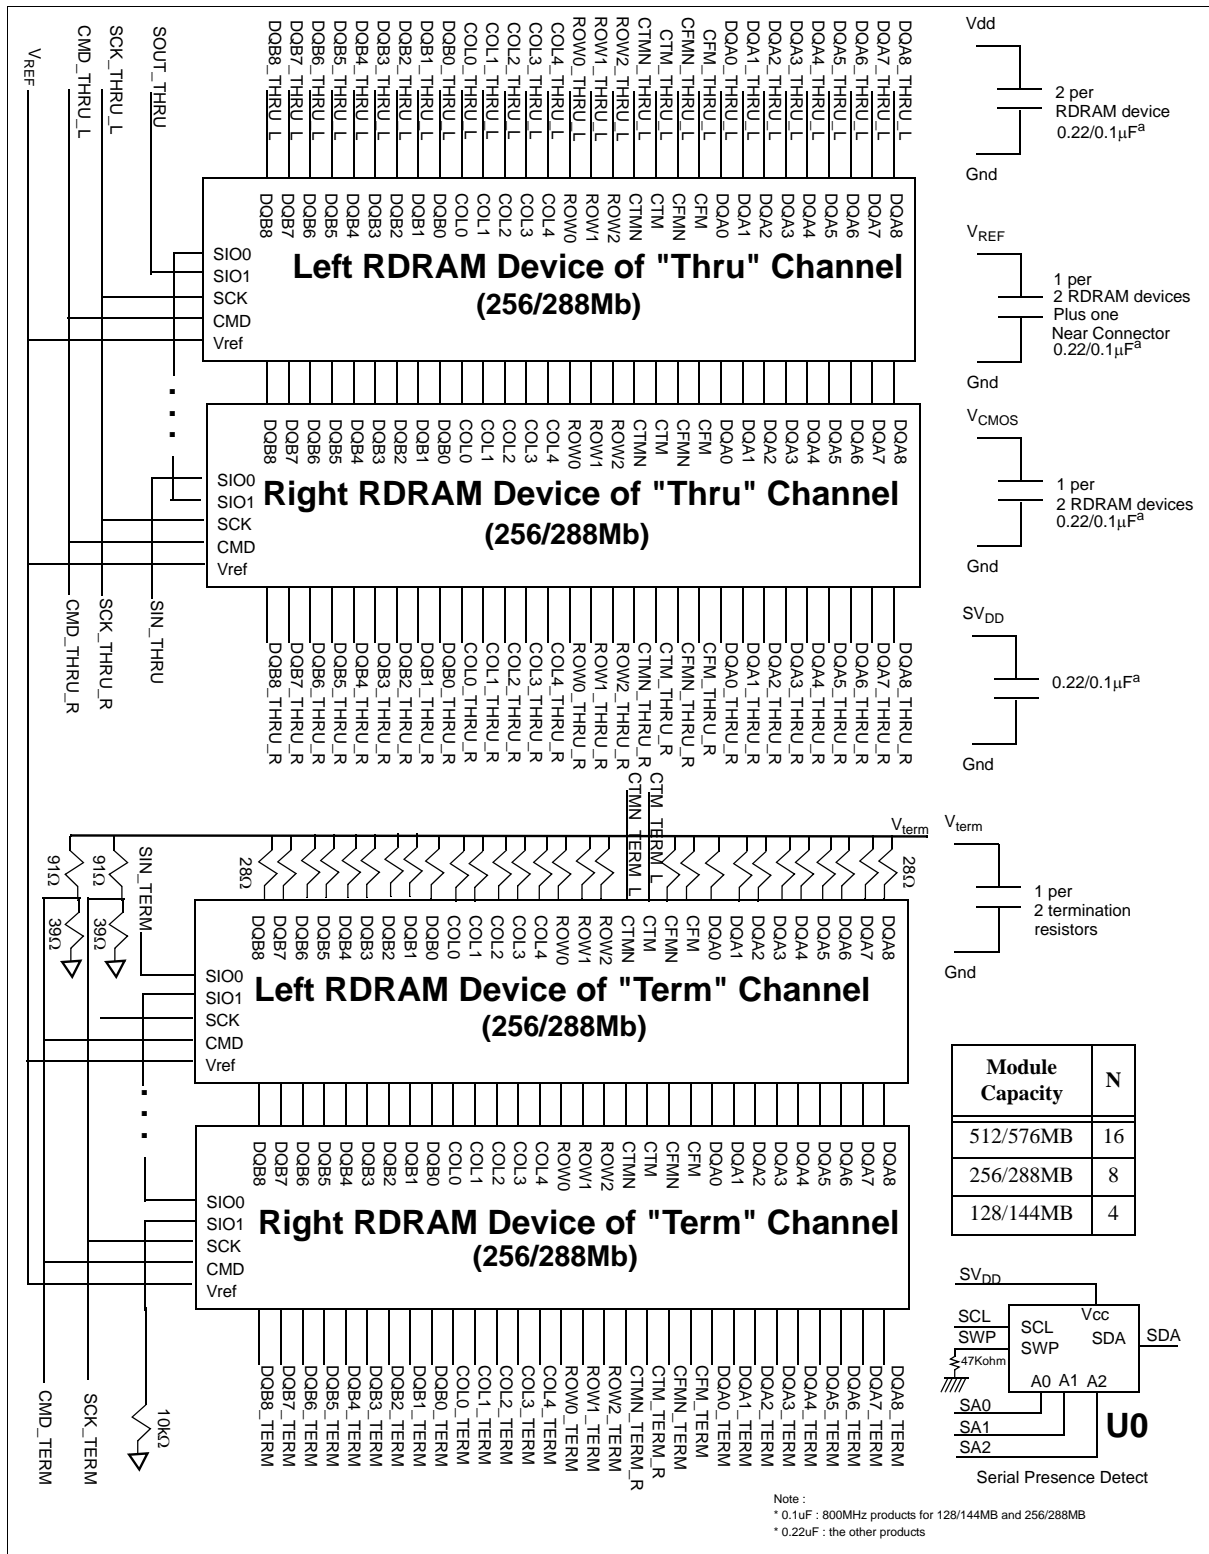 VREF
CMD_THRU_L
SCK_THRU_L
SOUT_THRU
DQB8_THRU_L
DQB7_THRU_L
DQB6_THRU_L
DQB5_THRU_L
DQB4_THRU_L
DQB3_THRU_L
DQB2_THRU_L
DQB1_THRU_L
DQB0_THRU_L
COL0_THRU_L
COL1_THRU_L
COL2_THRU_L
COL3_THRU_L
COL4_THRU_L
ROW0_THRU_L
ROW1_THRU_L
ROW2_THRU_L
CTMN_THRU_L
CTM_THRU_L
CFMN_THRU_L
CFM_THRU_L
DQA0_THRU_L
DQA1_THRU_L
DQA2_THRU_L
DQA3_THRU_L
DQA4_THRU_L
DQA5_THRU_L
DQA6_THRU_L
DQA7_THRU_L
DQA8_THRU_L
DQB8
DQB7
DQB6
DQB5
DQB4
DQB3
DQB2
DQB1
DQB0
COL0
COL1
COL2
COL3
COL4
ROW0
ROW1
ROW2
CTMN
CTM
CFMN
CFM
DQA0
DQA1
DQA2
DQA3
DQA4
DQA5
DQA6
DQA7
DQA8
SIO0
SIO1
SCK
CMD
Vref
Left RDRAM Device of "Thru" Channel
(256/288Mb)
DQB8
DQB7
DQB6
DQB5
DQB4
DQB3
DQB2
DQB1
DQB0
COL0
COL1
COL2
COL3
COL4
ROW0
ROW1
ROW2
CTMN
CTM
CFMN
CFM
DQA0
DQA1
DQA2
DQA3
DQA4
DQA5
DQA6
DQA7
DQA8
SIO0
SIO1
SCK
CMD
Vref
Right RDRAM Device of "Thru" Channel
(256/288Mb)
CMD_THRU_R
SCK_THRU_R
SIN_THRU
DQB8_THRU_R
DQB7_THRU_R
DQB6_THRU_R
DQB5_THRU_R
DQB4_THRU_R
DQB3_THRU_R
DQB2_THRU_R
DQB1_THRU_R
DQB0_THRU_R
COL0_THRU_R
COL1_THRU_R
COL2_THRU_R
COL3_THRU_R
COL4_THRU_R
ROW0_THRU_R
ROW1_THRU_R
ROW2_THRU_R
CTMN_THRU_R
CTM_THRU_R
CFMN_THRU_R
CFM_THRU_R
DQA0_THRU_R
DQA1_THRU_R
DQA2_THRU_R
DQA3_THRU_R
DQA4_THRU_R
DQA5_THRU_R
DQA6_THRU_R
DQA7_THRU_R
DQA8_THRU_R
CTMN_TERM_L
CTM_TERM_L
Vterm
91Ω
91Ω
39Ω
39Ω
SIN_TERM
28Ω
28Ω
DQB8
DQB7
DQB6
DQB5
DQB4
DQB3
DQB2
DQB1
DQB0
COL0
COL1
COL2
COL3
COL4
ROW0
ROW1
ROW2
CTMN
CTM
CFMN
CFM
DQA0
DQA1
DQA2
DQA3
DQA4
DQA5
DQA6
DQA7
DQA8
SIO0
SIO1
SCK
CMD
Vref
Left RDRAM Device of "Term" Channel
(256/288Mb)
DQB8
DQB7
DQB6
DQB5
DQB4
DQB3
DQB2
DQB1
DQB0
COL0
COL1
COL2
COL3
COL4
ROW0
ROW1
ROW2
CTMN
CTM
CFMN
CFM
DQA0
DQA1
DQA2
DQA3
DQA4
DQA5
DQA6
DQA7
DQA8
SIO0
SIO1
SCK
CMD
Vref
Right RDRAM Device of "Term" Channel
(256/288Mb)
CMD_TERM
SCK_TERM
10kΩ
DQB8_TERM
DQB7_TERM
DQB6_TERM
DQB5_TERM
DQB4_TERM
DQB3_TERM
DQB2_TERM
DQB1_TERM
DQB0_TERM
COL0_TERM
COL1_TERM
COL2_TERM
COL3_TERM
COL4_TERM
ROW0_TERM
ROW1_TERM
ROW2_TERM
CTMN_TERM_R
CTM_TERM_R
CFMN_TERM
CFM_TERM
DQA0_TERM
DQA1_TERM
DQA2_TERM
DQA3_TERM
DQA4_TERM
DQA5_TERM
DQA6_TERM
DQA7_TERM
DQA8_TERM
Vdd
2 per
RDRAM device
0.22/0.1µFa
Gnd
VREF
1 per
2 RDRAM devices
Plus one
Near Connector
0.22/0.1µFa
Gnd
VCMOS
1 per
2 RDRAM devices
0.22/0.1µFa
Gnd
SVDD
0.22/0.1µFa
Gnd
Vterm
1 per
2 termination
resistors
Gnd
Module Capacity N
512/576MB 16
256/288MB 8
128/144MB 4
SVDD
Vcc
SCL SCL
SWP SWP
SDA SDA
47Kohm
A0 A1 A2
SA0
SA1
SA2
U0
Serial Presence Detect
Note :
* 0.1uF : 800MHz products for 128/144MB and 256/288MB
* 0.22uF : the other products